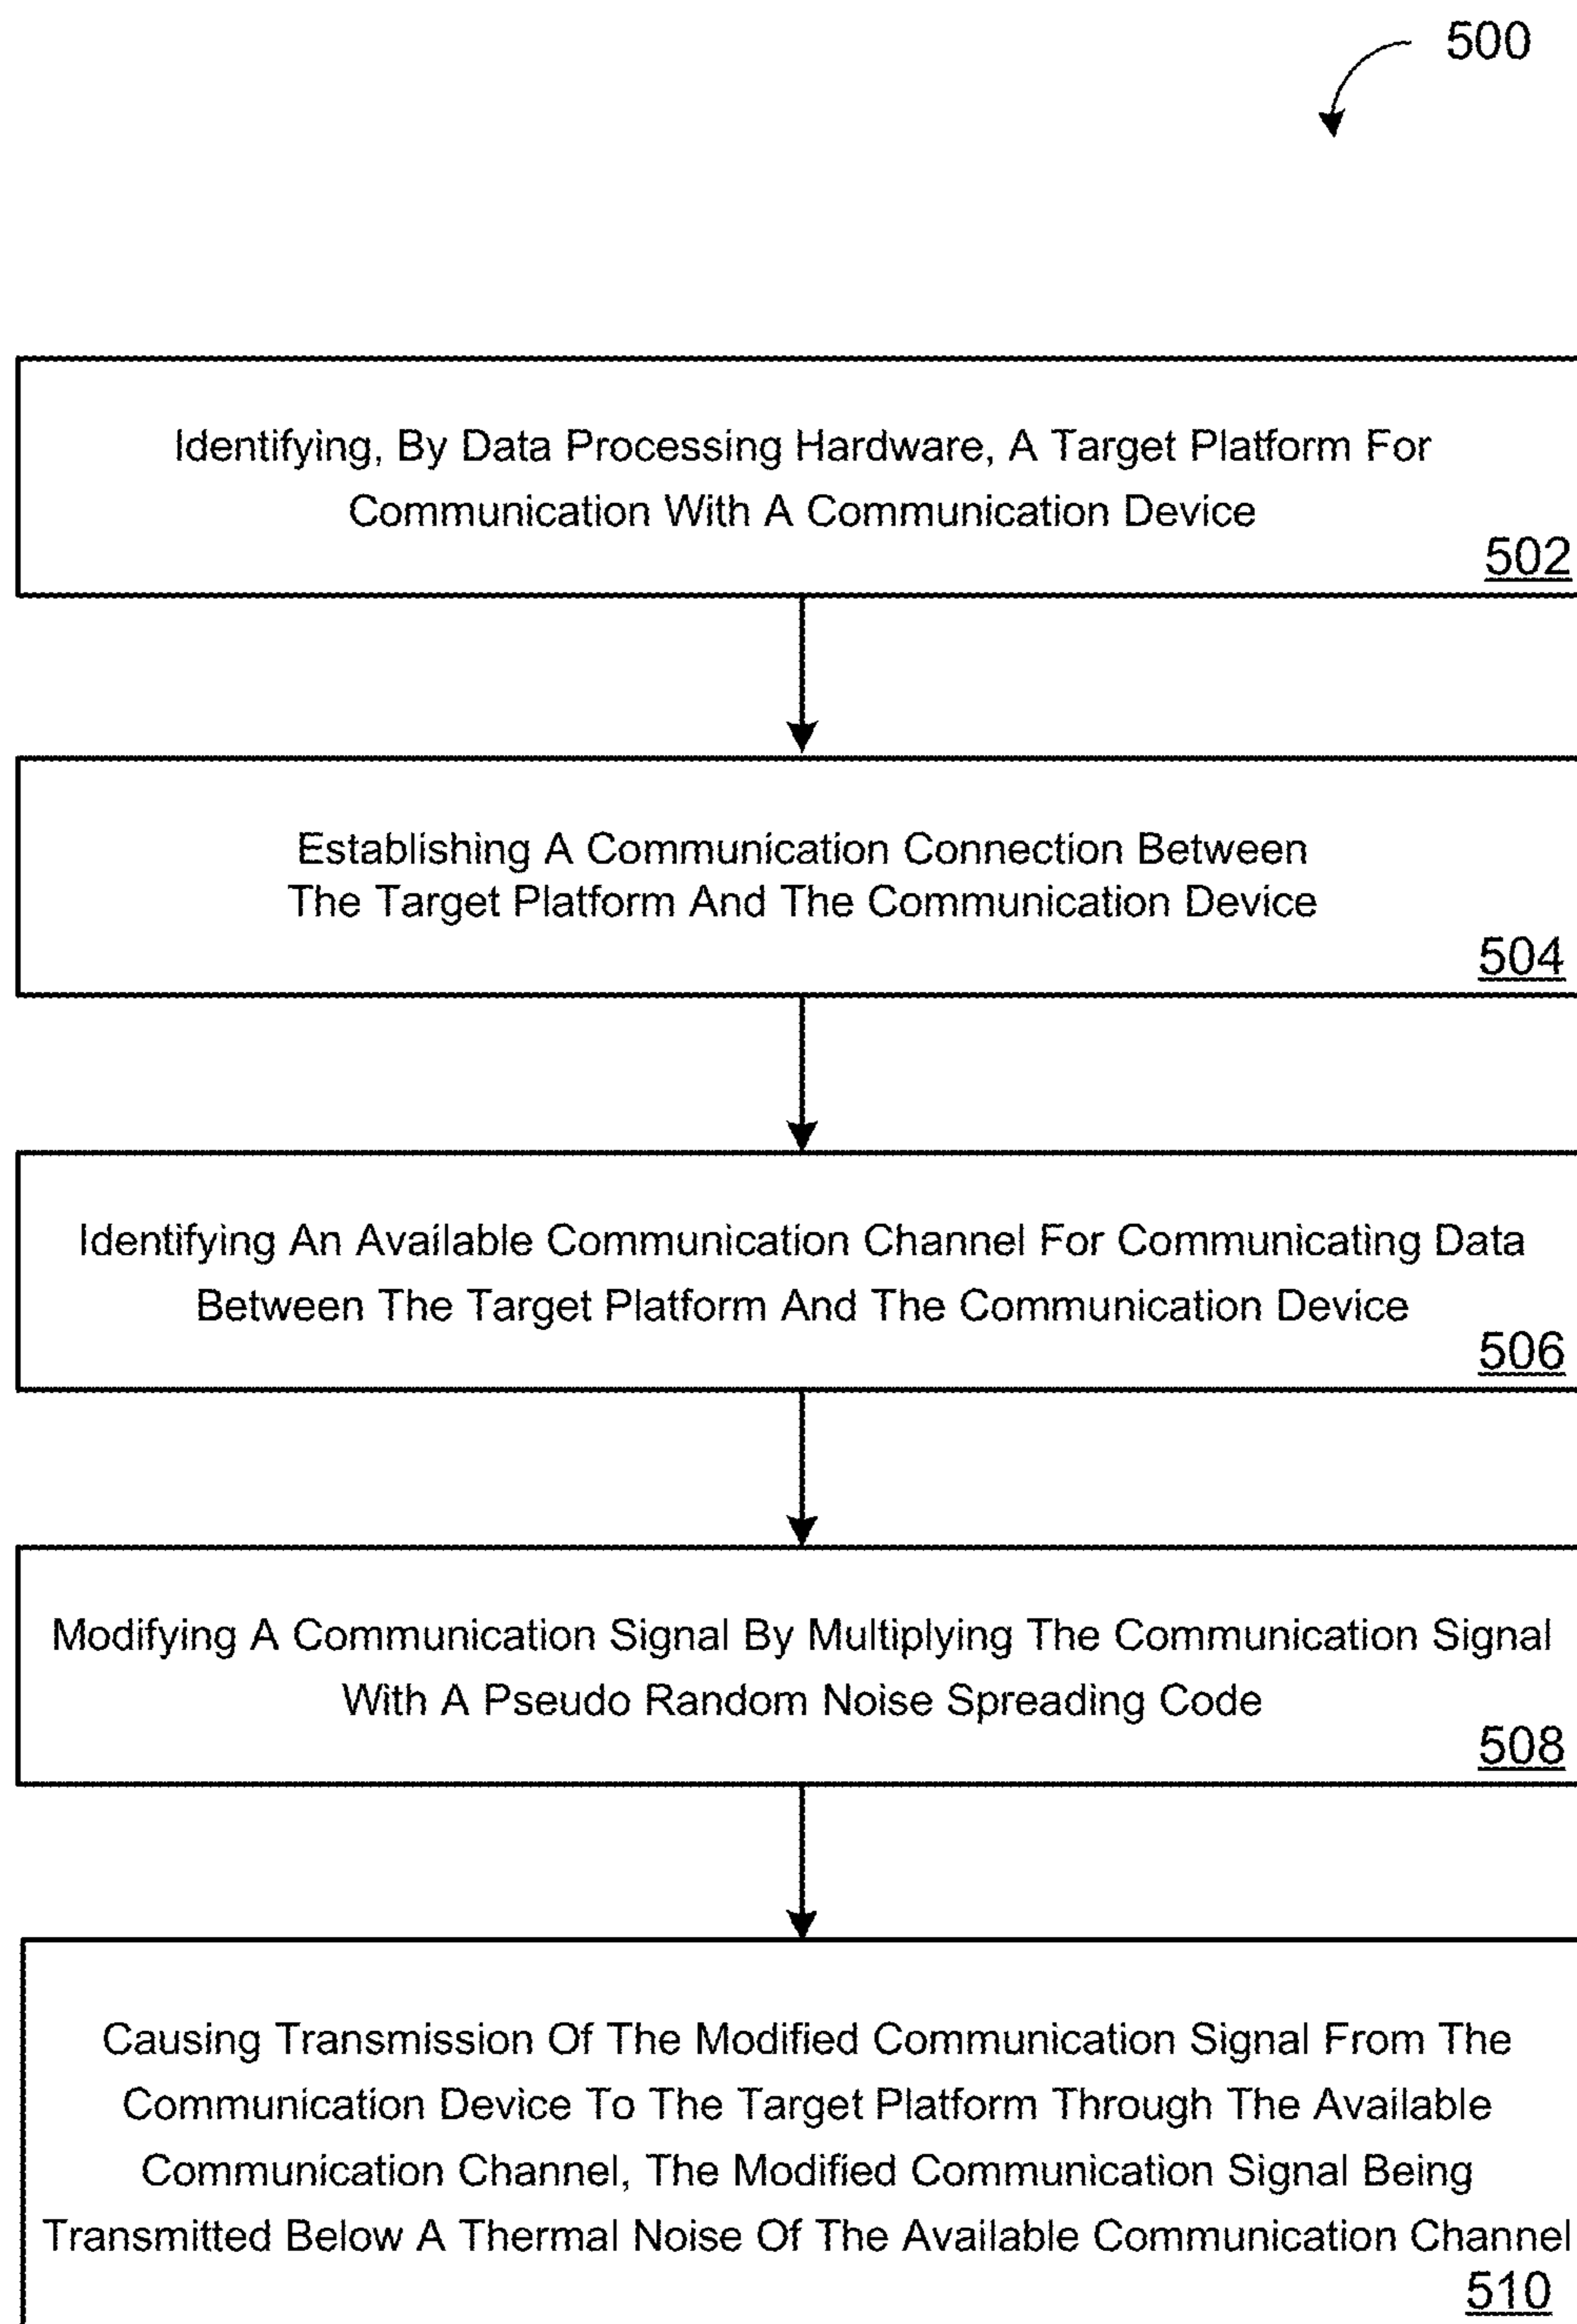 500
Identifying, By Data Processing Hardware, A Target Platform For
Communication With A Communication Device
502
Establishing A Communication Connection Between
The Target Platform And The Communication Device
504
Identifying An Available Communication Channel For Communicating Data
Between The Target Platform And The Communication Device
506
Modifying A Communication Signal By Multiplying The Communication Signal
With A Pseudo Random Noise Spreading Code
508
Causing Transmission Of The Modified Communication Signal From The
Communication Device To The Target Platform Through The Available
Communication Channel, The Modified Communication Signal Being
Transmitted Below A Thermal Noise Of The Available Communication Channel
510